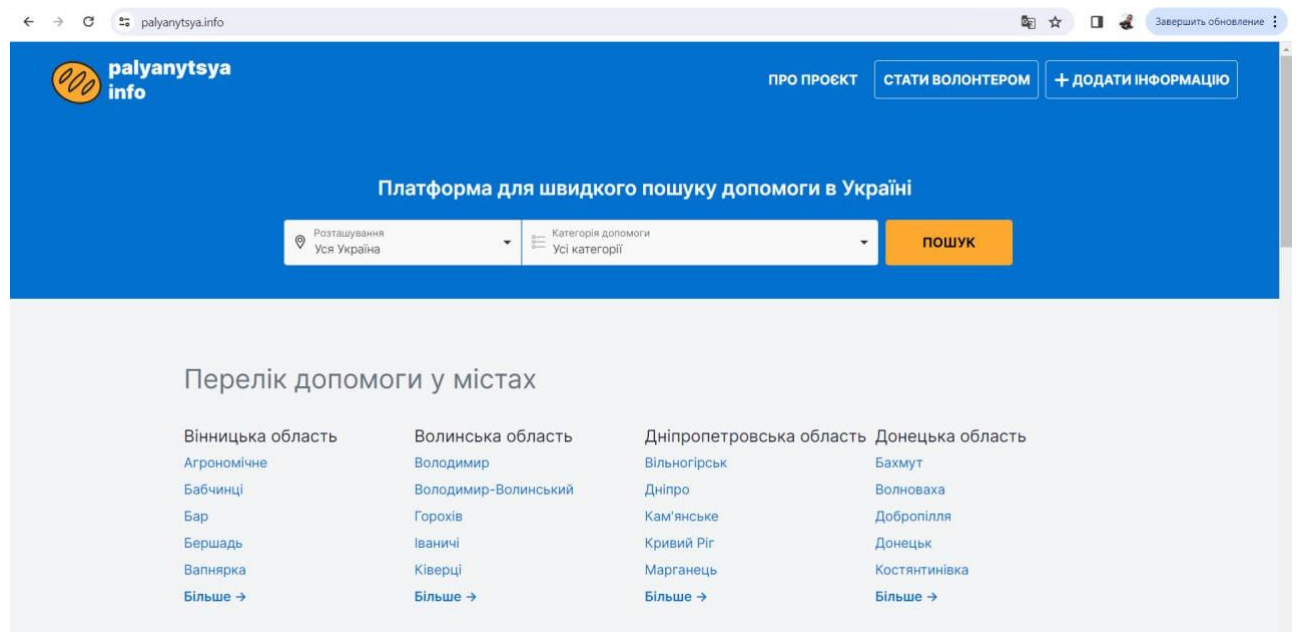 palyanytsya.info
Завершить обновление
palyanytsya
info
ПРО ПРОЄКТ
СТАТИ ВОЛОНТЕРОМ
+ ДОДАТИ ІНФОРМАЦІЮ
Платформа для швидкого пошуку допомоги в Україні
Розташування
Уся Україна
Категорія допомоги
Усі категорії
ПОШУК
Перелік допомоги у містах
Вінницька область
Агрономічне
Бабчинці
Бар
Бершадь
Вапнярка
Більше →
Волинська область
Володимир
Володимир-Волинський
Горохів
Іваничі
Ківерці
Більше →
Дніпропетровська область
Вільногірськ
Дніпро
Кам'янське
Кривий Ріг
Марганець
Більше →
Донецька область
Бахмут
Волноваха
Добропілля
Донецьк
Костянтинівка
Більше →